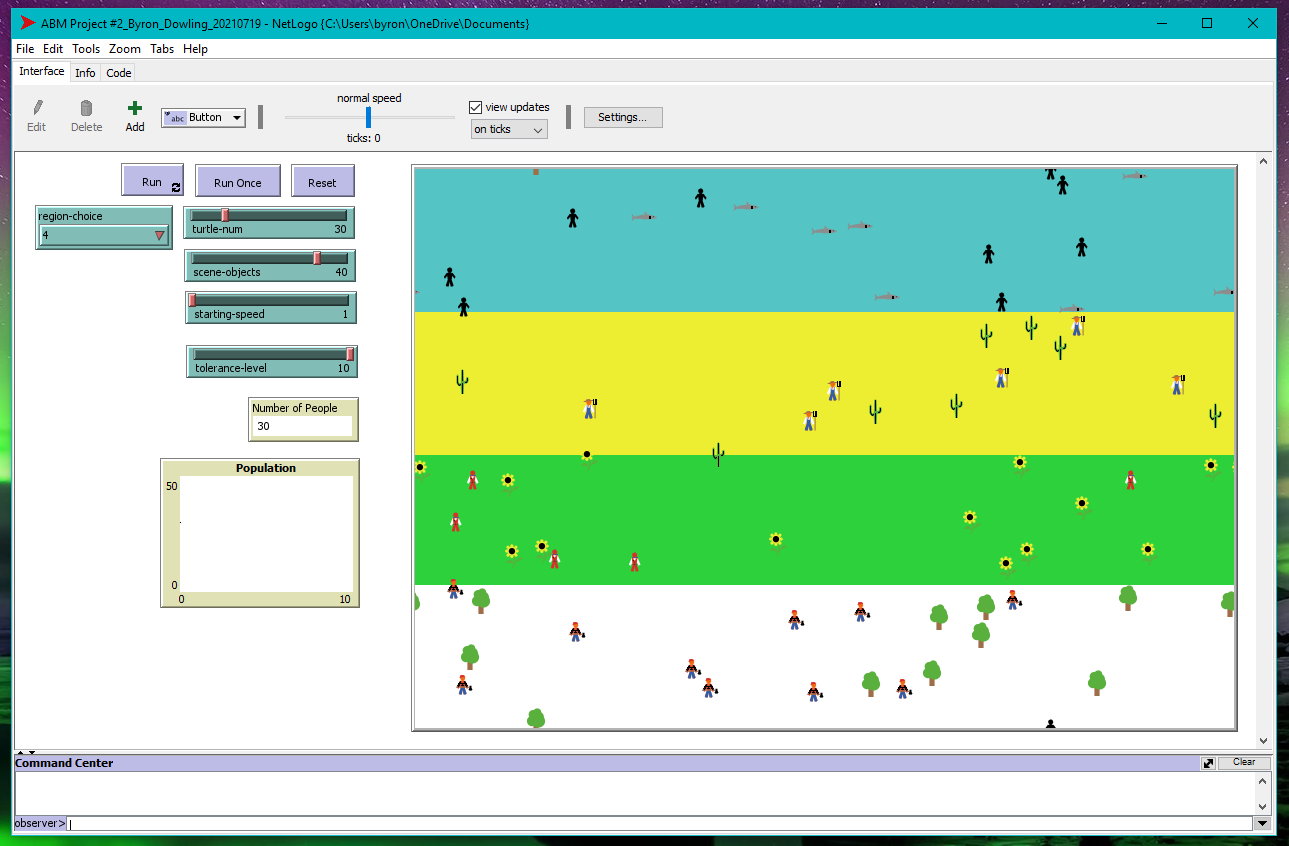 ABM Project #2_Byron_Dowling_20210719 - NetLogo {C:\Users\byron\OneDrive\Documents}
File Edit Tools Zoom Tabs Help
Interface Info Code
Edit
Delete
Add
abc Button
normal speed
ticks: 0
view updates
on ticks
Settings...
Run
Run Once
Reset
region-choice
4
turtle-num 30
scene-objects 40
starting-speed 1
tolerance-level 10
Number of People
30
Population
50
0
0 10
Command Center
Clear
observer>